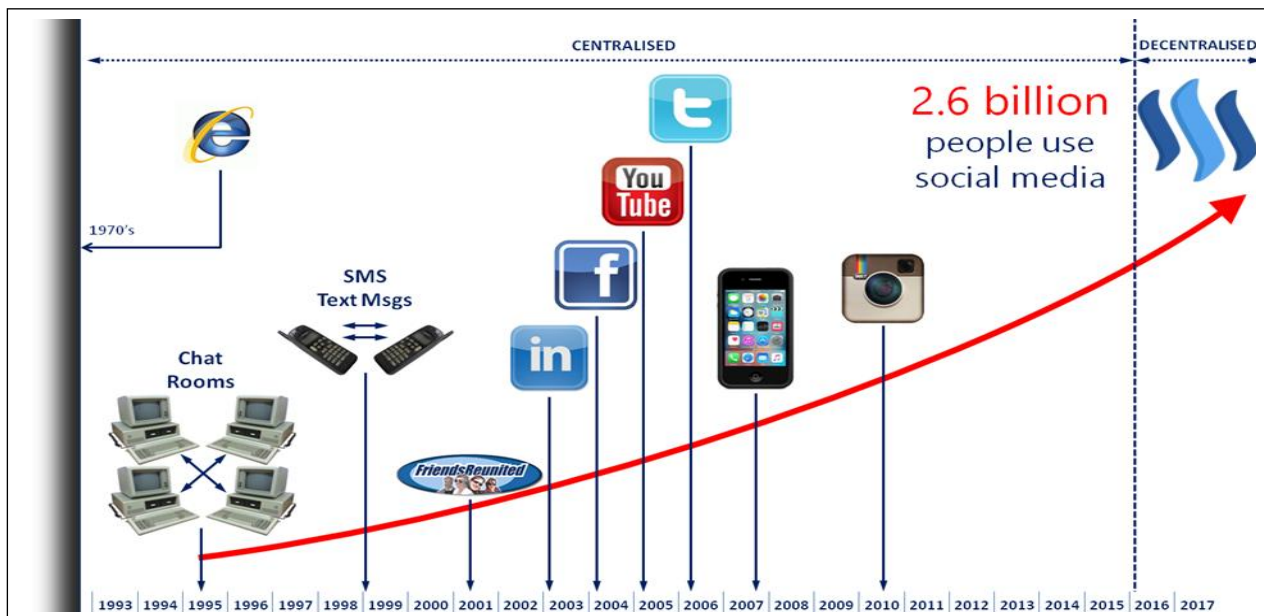 CENTRALISED
DECENTRALISED
2.6 billion
people use
social media
t
You
Tube
1970's
SMS
Text Msgs
f
in
Chat
Rooms
FriendsReunited
1993 1994 1995 1996 1997 1998 1999 2000 2001 2002 2003 2004 2005 2006 2007 2008 2009 2010 2011 2012 2013 2014 2015 2016 2017